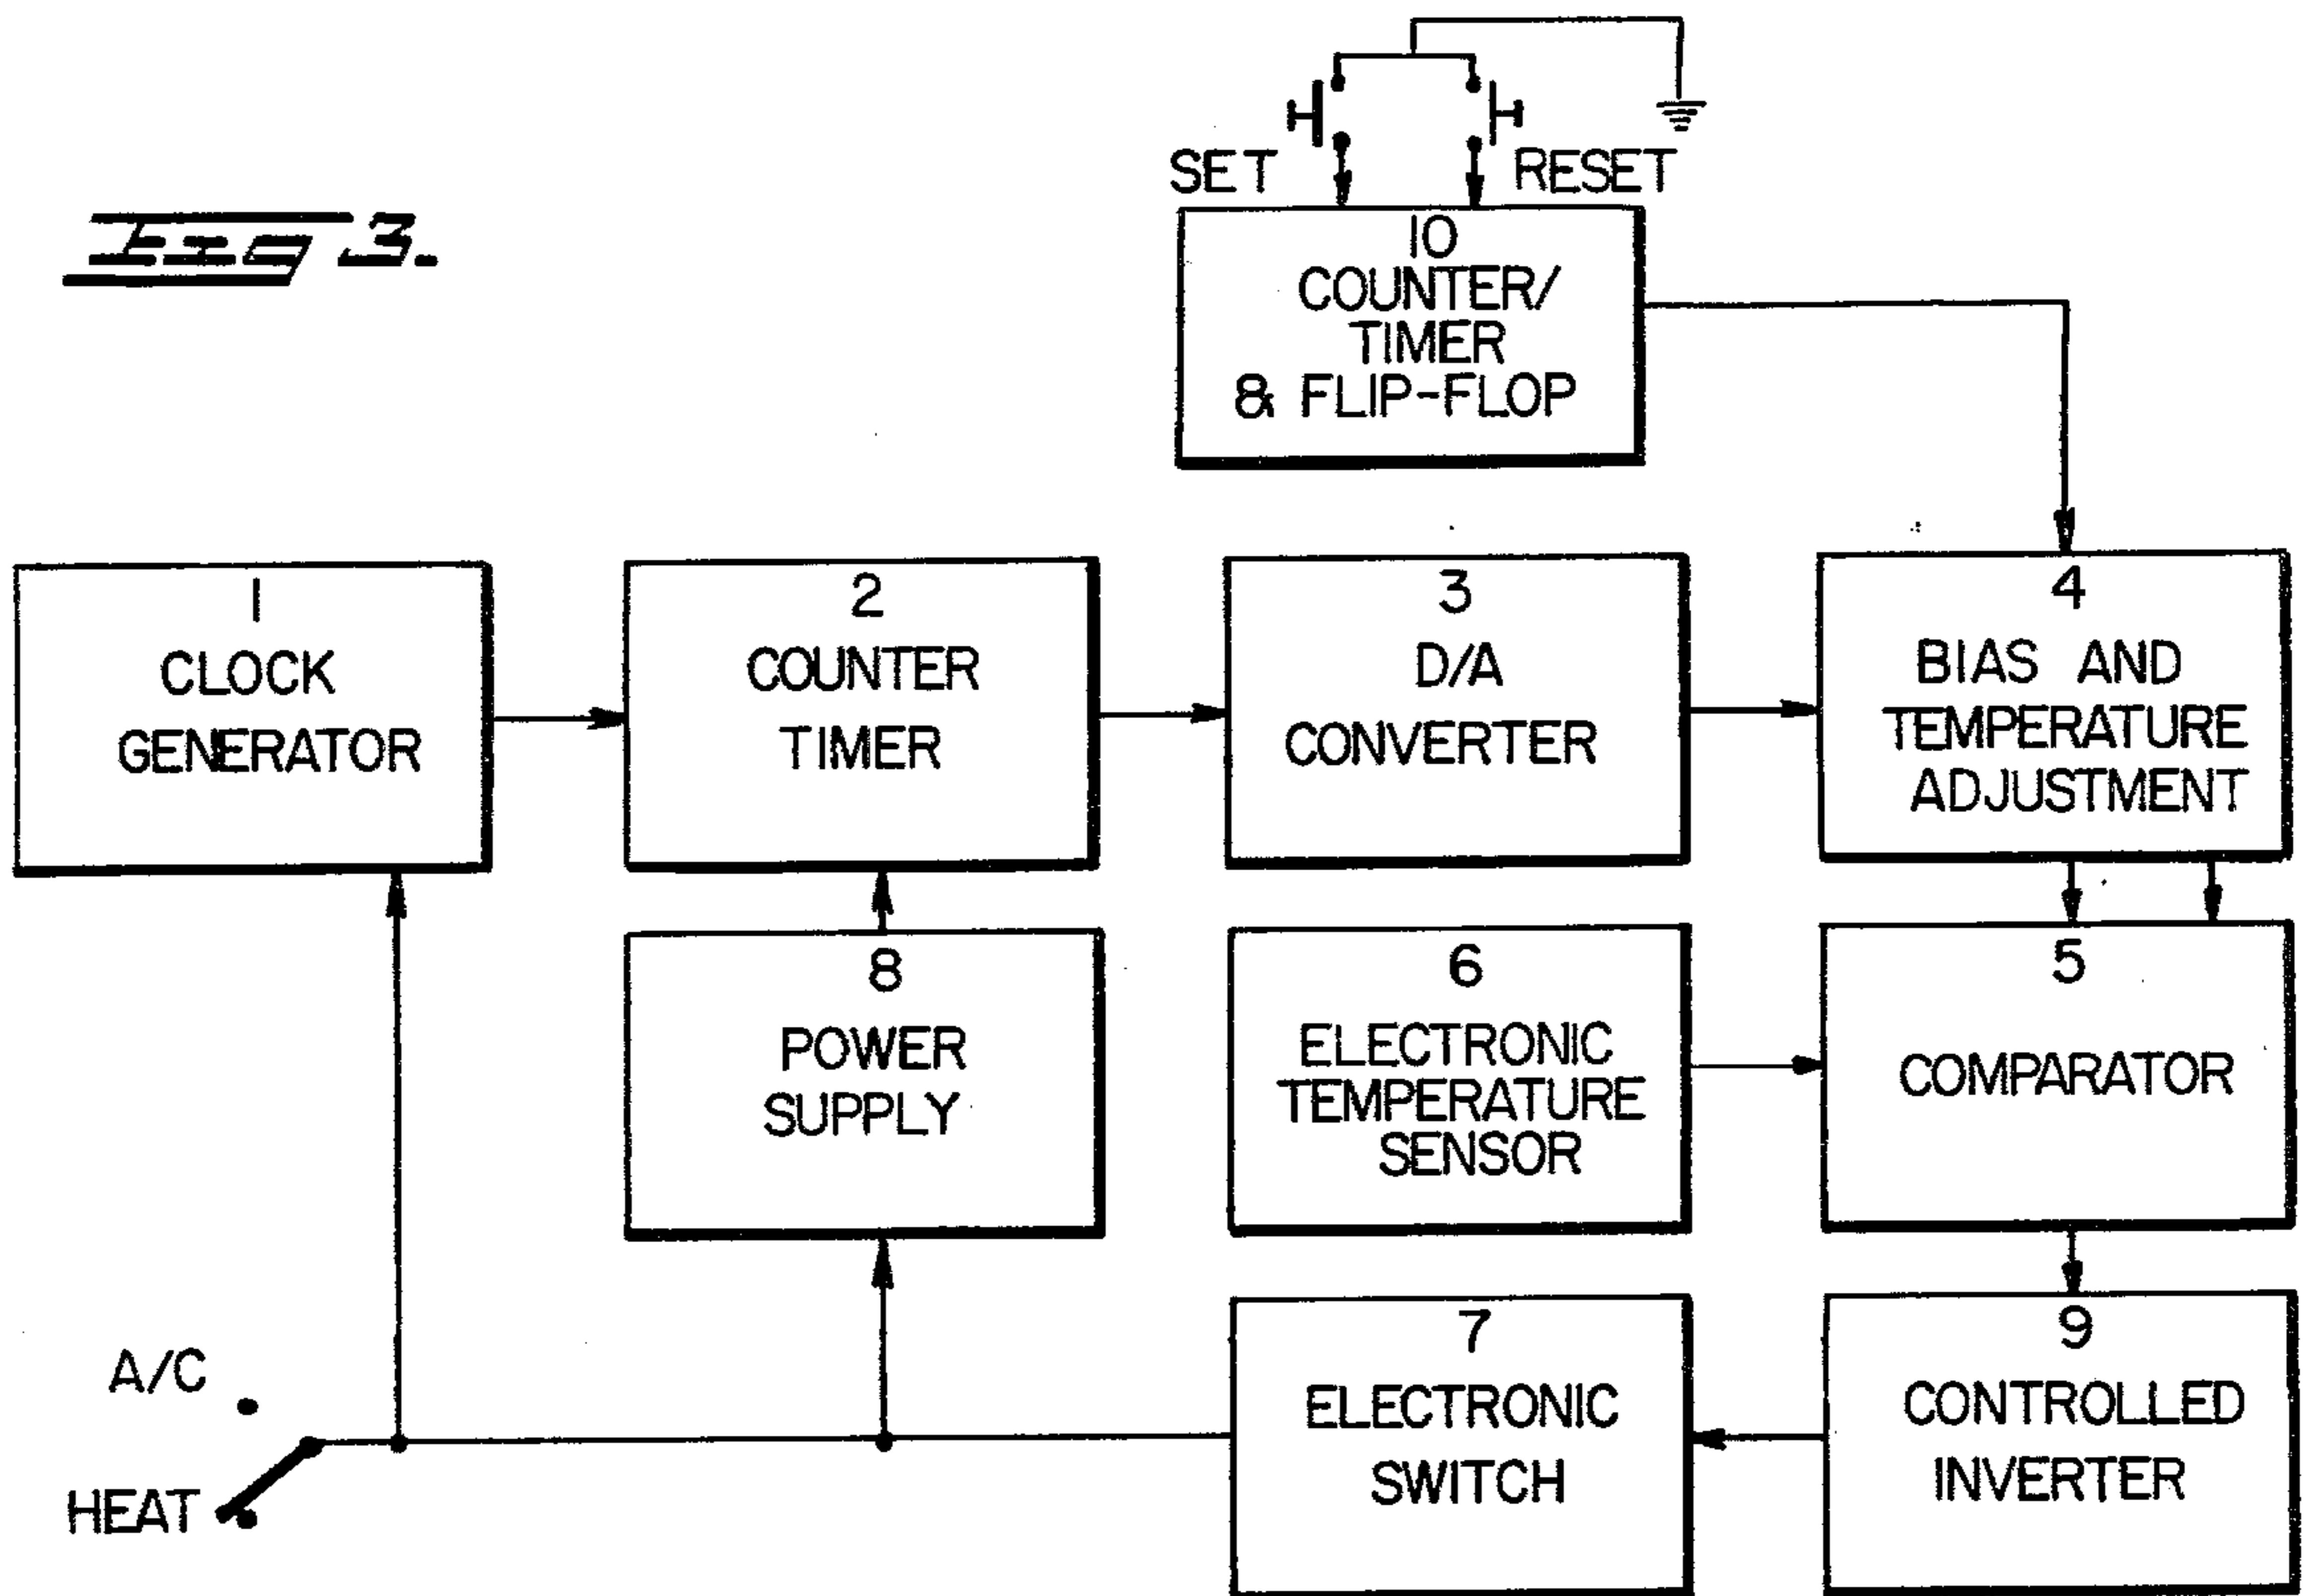 SET
RESET
Fig 3.
10
COUNTER/
TIMER
& FLIP-FLOP
1
CLOCK
GENERATOR
2
COUNTER
TIMER
3
D/A
CONVERTER
4
BIAS AND
TEMPERATURE
ADJUSTMENT
8
POWER
SUPPLY
6
ELECTRONIC
TEMPERATURE
SENSOR
5
COMPARATOR
A/C
HEAT
7
ELECTRONIC
SWITCH
9
CONTROLLED
INVERTER